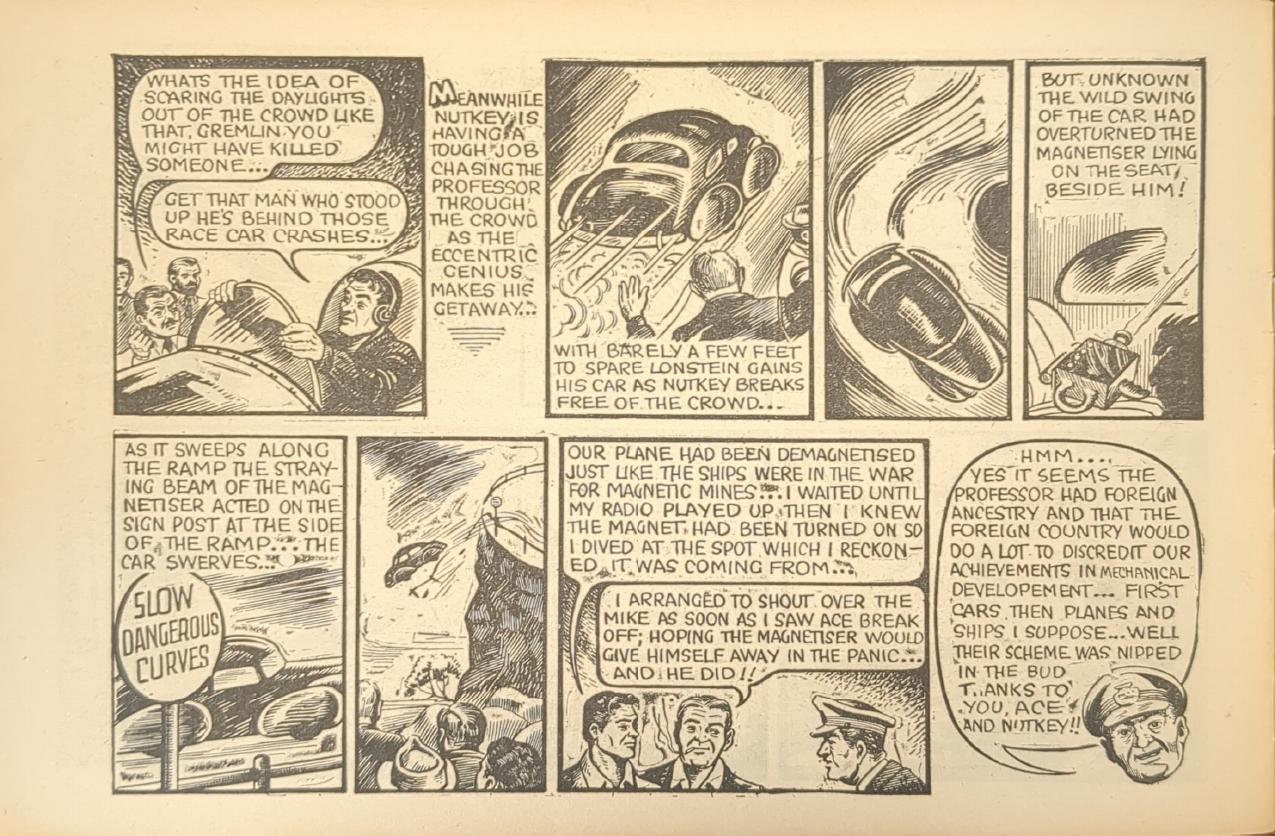 WHATS THE IDEA OF
SCARING THE DAYLIGHTS
OUT OF THE CROWD LIKE
THAT, GREMLIN YOU
MIGHT HAVE KILLED
SOMEONE...
GET THAT MAN WHO STOOD
UP HE'S BEHIND THOSE
RACE CAR CRASHES...
MEANWHILE
NUTKEY IS
HAVING A
TOUGH JOB
CHASING THE
PROFESSOR
THROUGH
THE CROWD
AS THE
ECCENTRIC
GENIUS
MAKES HIS
GETAWAY...
WITH BARELY A FEW FEET
TO SPARE LONSTEIN GAINS
HIS CAR AS NUTKEY BREAKS
FREE OF THE CROWD...
BUT, UNKNOWN
THE WILD SWING
OF THE CAR HAD
OVERTURNED THE
MAGNETISER LYING
ON THE SEAT
BESIDE HIM!
AS IT SWEEPS ALONG
THE RAMP THE STRAY-
ING BEAM OF THE MAG-
NETISER ACTED ON THE
SIGN POST AT THE SIDE
OF THE RAMP... THE
CAR SWERVES...
SLOW
DANGEROUS
CURVES
OUR PLANE HAD BEEN DEMAGNETISED
JUST LIKE THE SHIPS WERE IN THE WAR
FOR MAGNETIC MINES... I WAITED UNTIL
MY RADIO PLAYED UP, THEN I KNEW
THE MAGNET HAD BEEN TURNED ON SO
I DIVED AT THE SPOT WHICH I RECKON-
ED IT WAS COMING FROM...
I ARRANGED TO SHOUT OVER THE
MIKE AS SOON AS I SAW ACE BREAK
OFF; HOPING THE MAGNETISER WOULD
GIVE HIMSELF AWAY IN THE PANIC...
AND HE DID!!
HMM....
YES IT SEEMS THE
PROFESSOR HAD FOREIGN
ANCESTRY AND THAT THE
FOREIGN COUNTRY WOULD
DO A LOT TO DISCREDIT OUR
ACHIEVEMENTS IN MECHANICAL
DEVELOPEMENT... FIRST
CARS, THEN PLANES AND
SHIPS I SUPPOSE... WELL
THEIR SCHEME WAS NIPPED
IN THE BUD
T..ANKS TO
YOU, ACE
AND NUTKEY!!